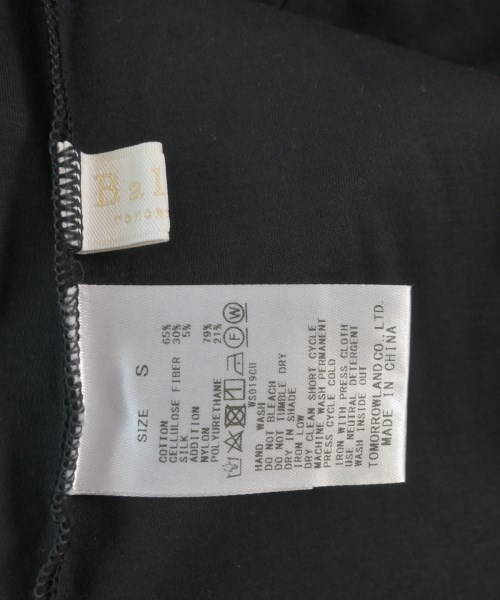 SIZE S
COTTON 65%
CELLULOSE FIBER 30%
SILK 5%
ADDITION
NYLON 79%
POLYURETHANE 21%
F W
WS019CU
HAND WASH
DO NOT BLEACH
DO NOT TUMBLE DRY
DRY IN SHADE
IRON LOW
DRY CLEAN SHORT CYCLE
MACHINE WASH PERMANENT
PRESS CYCLE COLD
IRON WITH PRESS CLOTH
USE NEUTRAL DETERGENT
WASH INSIDE OUT
TOMORROWLAND CO., LTD.
MADE IN CHINA